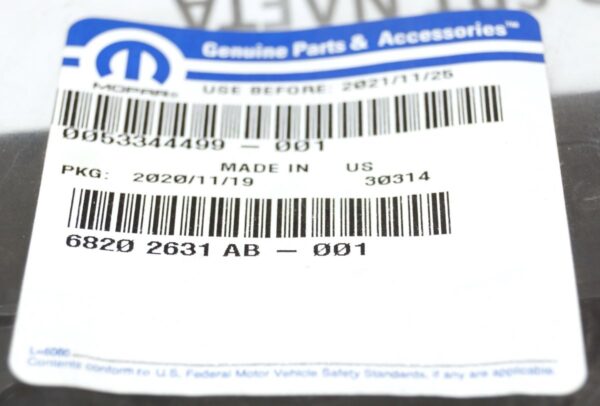 Genuine Parts & Accessories™
MOPAR®
USE BEFORE: 2021/11/25
0053344499 - 001
MADE IN US
PKG: 2020/11/19 30314
6820 2631 AB - 001
Contents conform to U.S. Federal Motor Vehicle Safety Standards, if any are applicable.